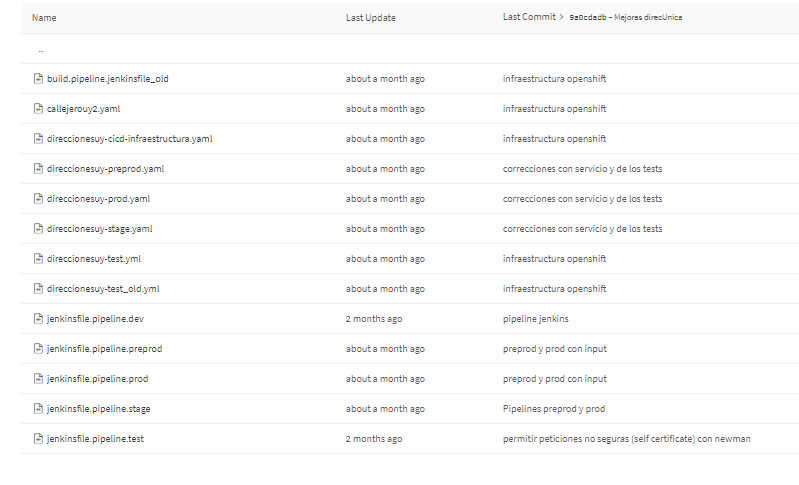 Name Last Update Last Commit > 9a0cdadb – Mejoras direcUnica
..
build.pipeline.jenkinsfile_old about a month ago infraestructura openshift
callejerouy2.yaml about a month ago infraestructura openshift
direccionesuy-cicd-infraestructura.yaml about a month ago infraestructura openshift
direccionesuy-preprod.yaml about a month ago correcciones con servicio y de los tests
direccionesuy-prod.yaml about a month ago correcciones con servicio y de los tests
direccionesuy-stage.yaml about a month ago correcciones con servicio y de los tests
direccionesuy-test.yml about a month ago infraestructura openshift
direccionesuy-test_old.yml about a month ago infraestructura openshift
jenkinsfile.pipeline.dev 2 months ago pipeline jenkins
jenkinsfile.pipeline.preprod about a month ago preprod y prod con input
jenkinsfile.pipeline.prod about a month ago preprod y prod con input
jenkinsfile.pipeline.stage about a month ago Pipelines preprod y prod
jenkinsfile.pipeline.test 2 months ago permitir peticiones no seguras (self certificate) con newman